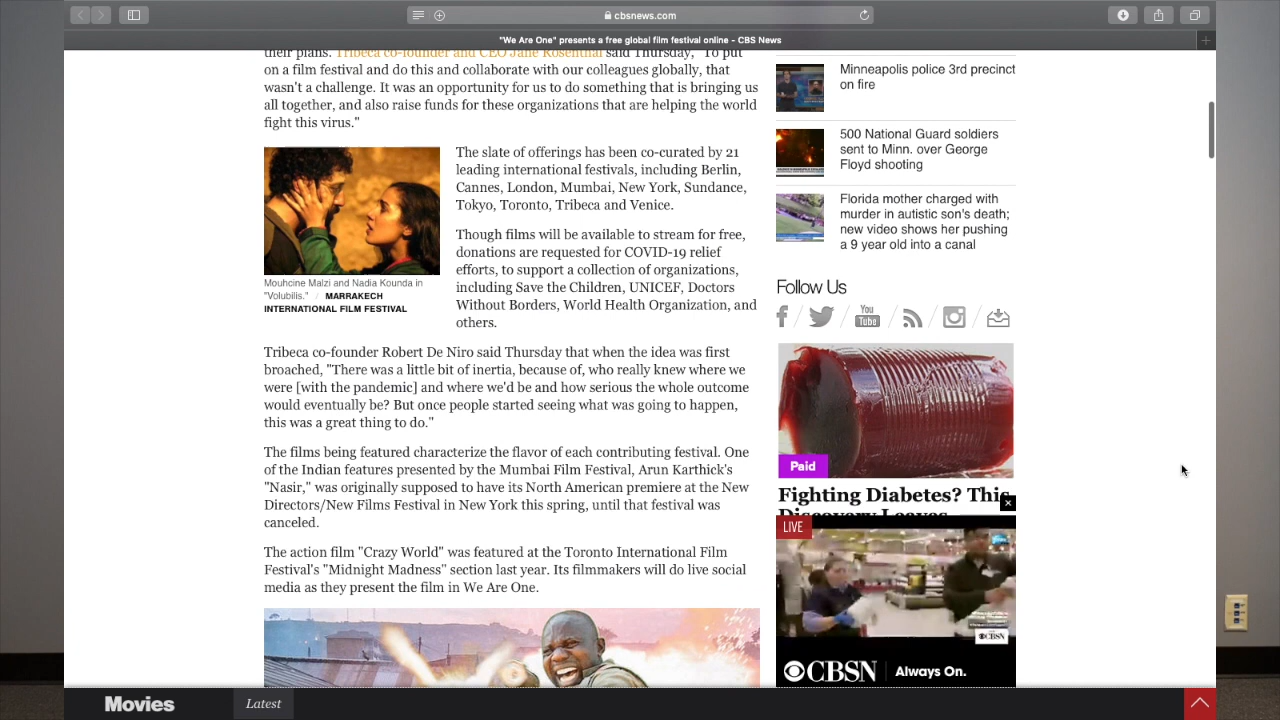 cbsnews.com
"We Are One" presents a free global film festival online - CBS News
their plans. Tribeca co-founder and CEO Jane Rosenthal said Thursday, "To put
on a film festival and do this and collaborate with our colleagues globally, that
wasn't a challenge. It was an opportunity for us to do something that is bringing us
all together, and also raise funds for these organizations that are helping the world
fight this virus."
Mouhcine Malzi and Nadia Kounda in
"Volubilis." / MARRAKECH
INTERNATIONAL FILM FESTIVAL
The slate of offerings has been co-curated by 21
leading international festivals, including Berlin,
Cannes, London, Mumbai, New York, Sundance,
Tokyo, Toronto, Tribeca and Venice.
Though films will be available to stream for free,
donations are requested for COVID-19 relief
efforts, to support a collection of organizations,
including Save the Children, UNICEF, Doctors
Without Borders, World Health Organization, and
others.
Tribeca co-founder Robert De Niro said Thursday that when the idea was first
broached, "There was a little bit of inertia, because of, who really knew where we
were [with the pandemic] and where we'd be and how serious the whole outcome
would eventually be? But once people started seeing what was going to happen,
this was a great thing to do."
The films being featured characterize the flavor of each contributing festival. One
of the Indian features presented by the Mumbai Film Festival, Arun Karthick's
"Nasir," was originally supposed to have its North American premiere at the New
Directors/New Films Festival in New York this spring, until that festival was
canceled.
The action film "Crazy World" was featured at the Toronto International Film
Festival's "Midnight Madness" section last year. Its filmmakers will do live social
media as they present the film in We Are One.
Minneapolis police 3rd precinct
on fire
500 National Guard soldiers
sent to Minn. over George
Floyd shooting
Florida mother charged with
murder in autistic son's death;
new video shows her pushing
a 9 year old into a canal
Follow Us
You
Tube
Paid
Fighting Diabetes? This
Discovery Leaves
LIVE
CBSN
CBSN Always On.
Movies
Latest